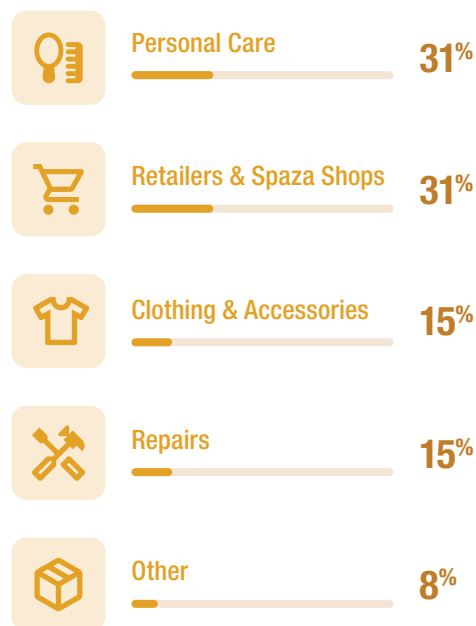 Personal Care
31%
Retailers & Spaza Shops
31%
Clothing & Accessories
15%
Repairs
15%
Other
8%